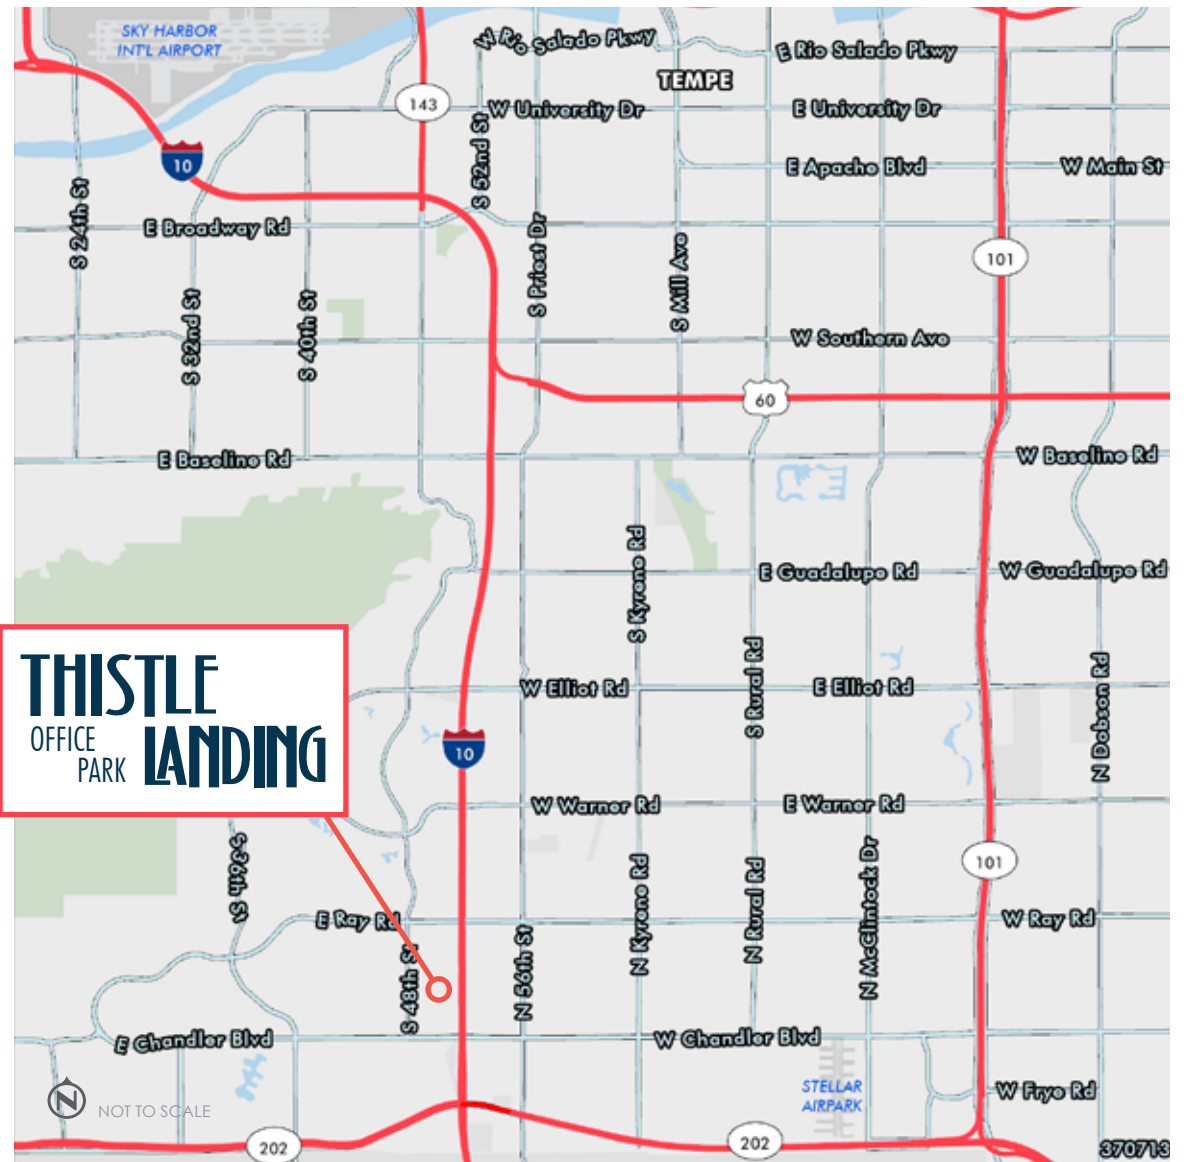 SKY HARBOR
INT'L AIRPORT
W Rio Salado Pkwy
E Rio Salado Pkwy
TEMPE
143
W University Dr
E University Dr
10
S 52nd St
E Apache Blvd
W Main St
S 24th St
E Broadway Rd
S Priest Dr
S Mill Ave
101
S 32nd St
S 40th St
W Southern Ave
60
E Baseline Rd
W Baseline Rd
S Kyrene Rd
E Guadalupe Rd
W Guadalupe Rd
THISTLE
OFFICE
PARK
LANDING
W Elliot Rd
S Rural Rd
E Elliot Rd
N Dobson Rd
10
W Warner Rd
E Warner Rd
S 36th St
N Kyrene Rd
N Rural Rd
N McClintock Dr
101
E Ray Rd
W Ray Rd
S 48th St
N 56th St
E Chandler Blvd
W Chandler Blvd
STELLAR
AIRPARK
W Frye Rd
N
NOT TO SCALE
202
202
370713